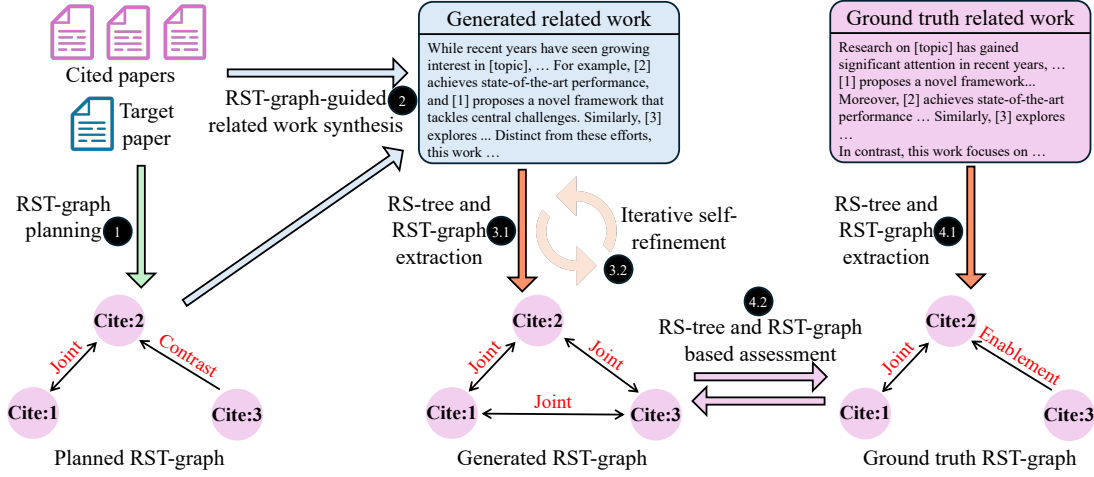 Cited papers
Target
paper
RST-graph-guided
related work synthesis
2
Generated related work
While recent years have seen growing
interest in [topic], … For example, [2]
achieves state-of-the-art performance,
and [1] proposes a novel framework that
tackles central challenges. Similarly, [3]
explores ... Distinct from these efforts,
this work …
Ground truth related work
Research on [topic] has gained
significant attention in recent years, …
[1] proposes a novel framework...
Moreover, [2] achieves state-of-the-art
performance … Similarly, [3] explores
…
In contrast, this work focuses on …
RST-graph
planning
1
RS-tree and
RST-graph
extraction
3.1
Iterative self-
refinement
3.2
RS-tree and
RST-graph
extraction
4.1
Cite:2
Joint
Contrast
Cite:1
Cite:3
Planned RST-graph
Cite:2
Joint
Joint
Joint
Cite:1
Cite:3
Generated RST-graph
4.2
RS-tree and RST-graph
based assessment
Cite:2
Joint
Enablement
Cite:1
Cite:3
Ground truth RST-graph